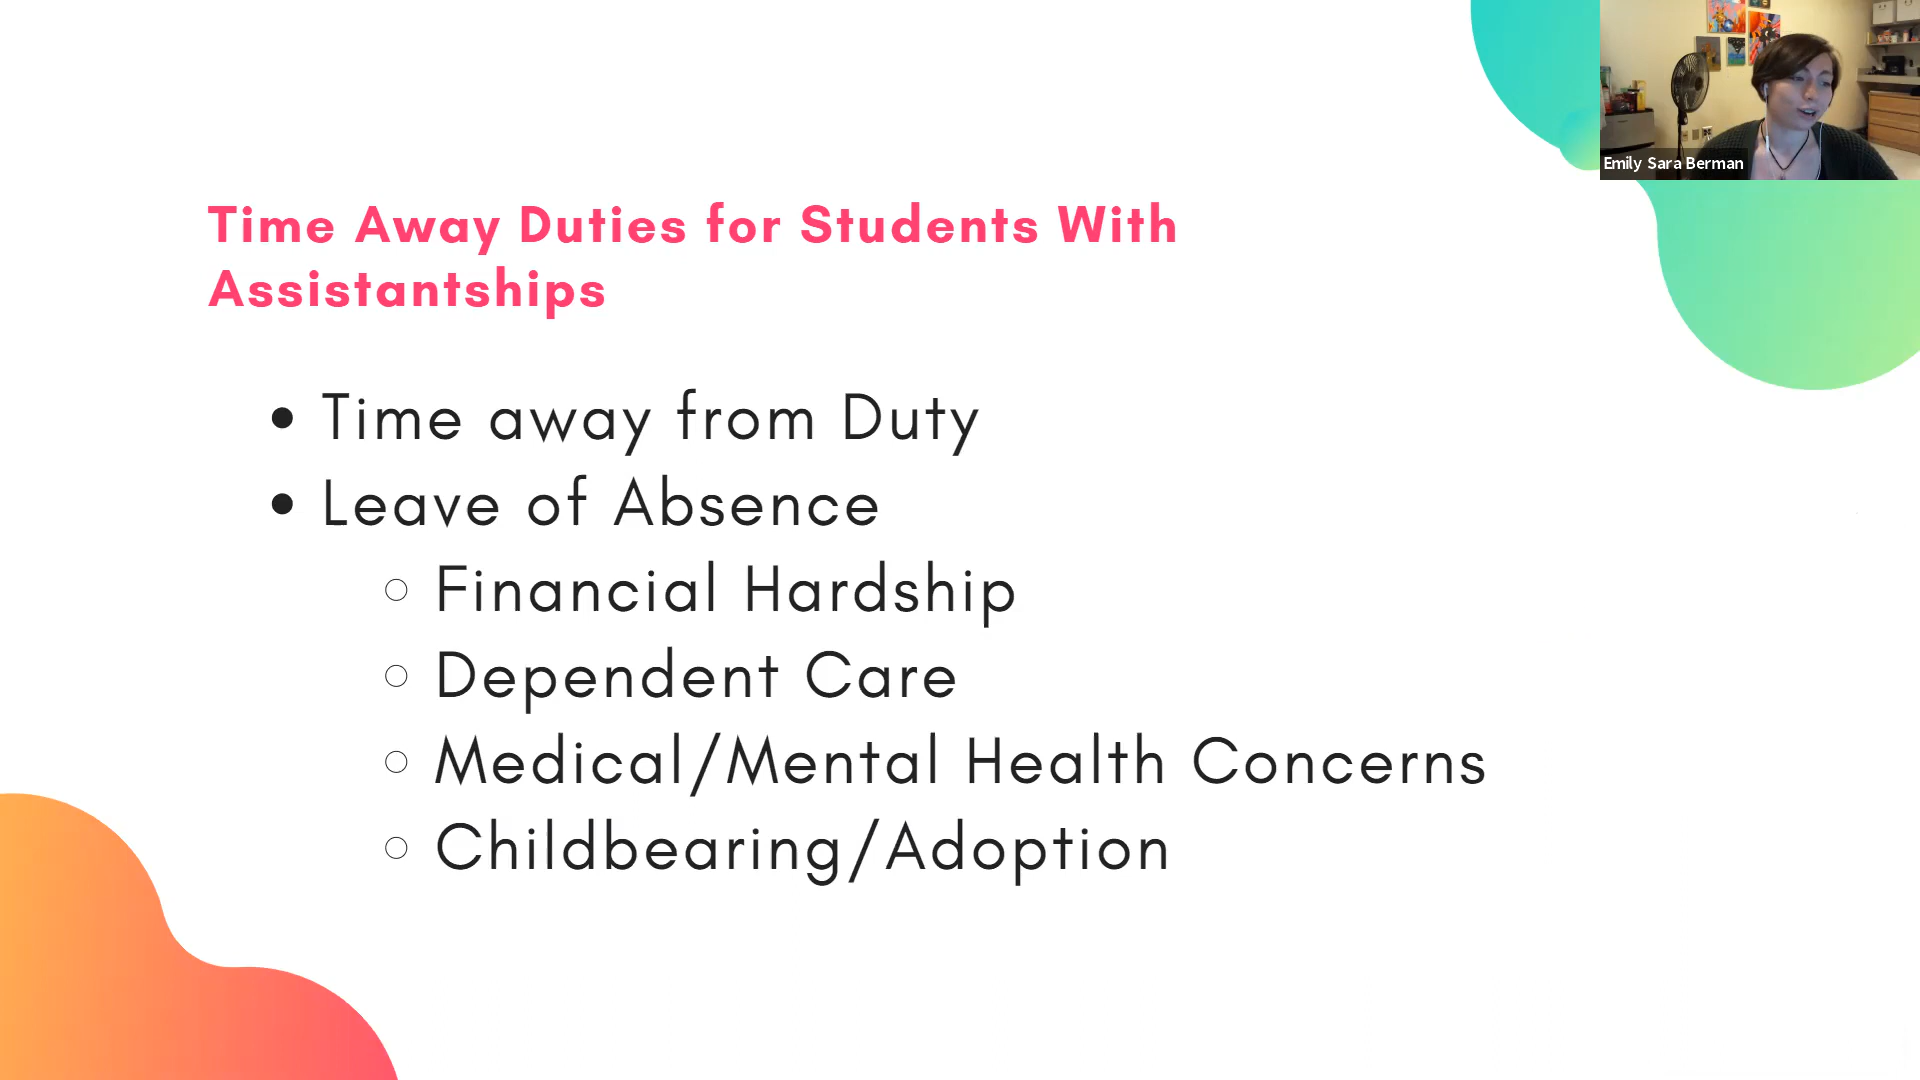 Emily Sara Berman
Time Away Duties for Students With
Assistantships
• Time away from Duty
• Leave of Absence
○ Financial Hardship
○ Dependent Care
○ Medical/Mental Health Concerns
○ Childbearing/Adoption